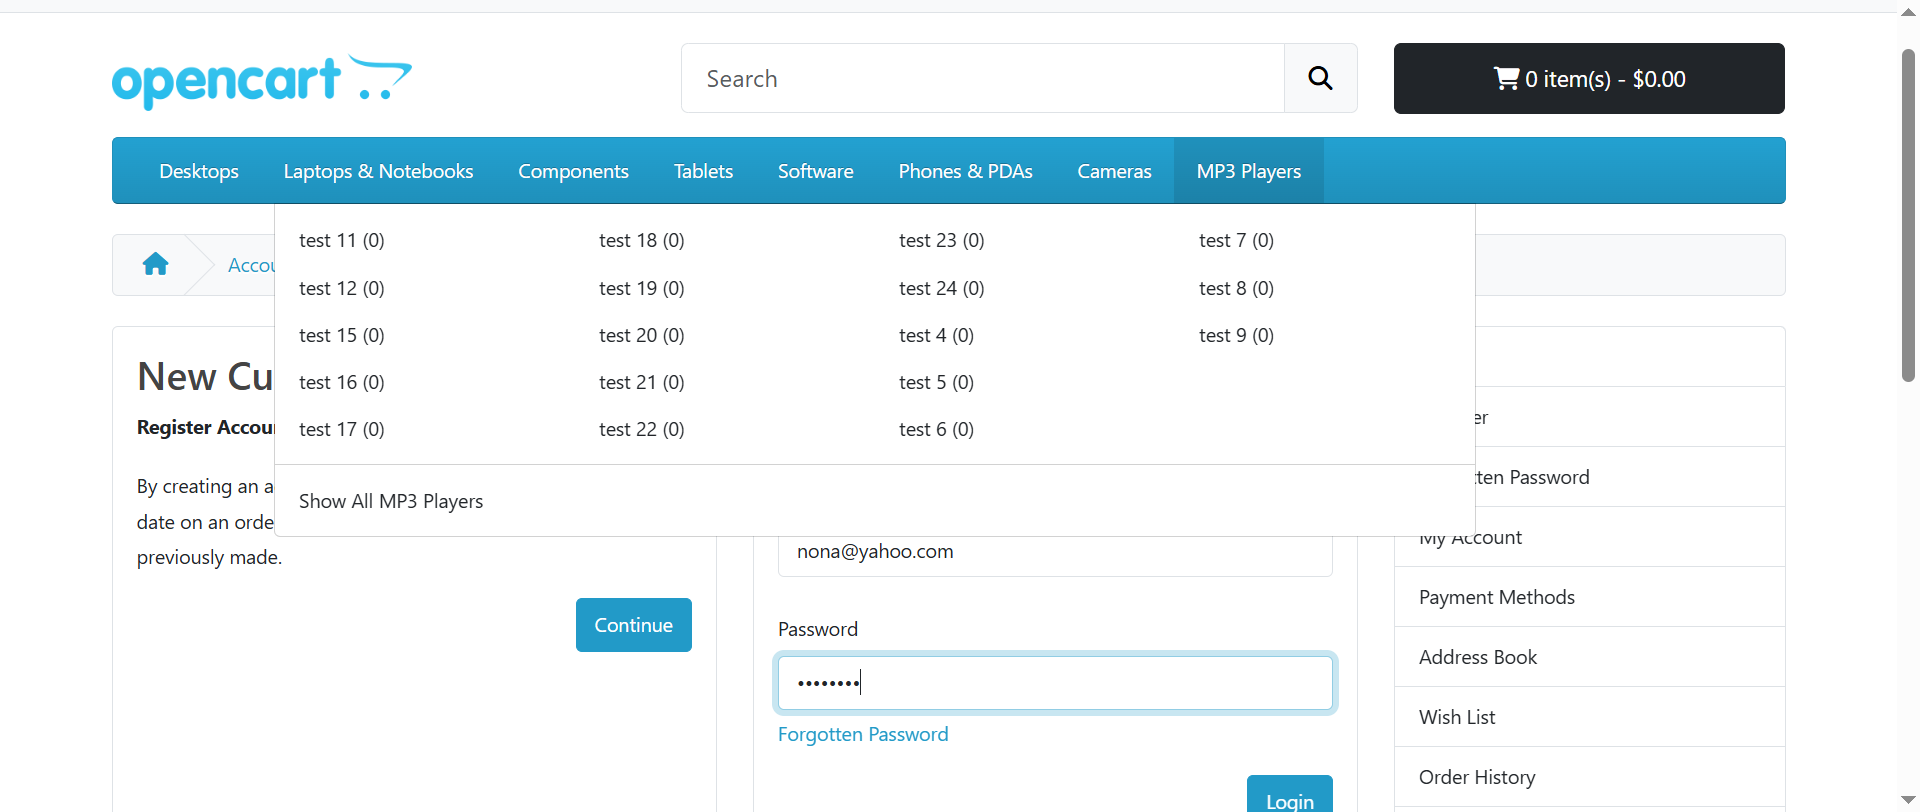 opencart
Search
0 item(s) - $0.00
Desktops Laptops & Notebooks Components Tablets Software Phones & PDAs Cameras MP3 Players
test 11 (0) test 18 (0) test 23 (0) test 7 (0)
Accou
test 12 (0) test 19 (0) test 24 (0) test 8 (0)
test 15 (0) test 20 (0) test 4 (0) test 9 (0)
test 16 (0) test 21 (0) test 5 (0)
test 17 (0) test 22 (0) test 6 (0)
Show All MP3 Players
New Cu
Register Accou
By creating an a
date on an orde
previously made.
Continue
nona@yahoo.com
Password
••••••••
Forgotten Password
Login
er
ten Password
My Account
Payment Methods
Address Book
Wish List
Order History